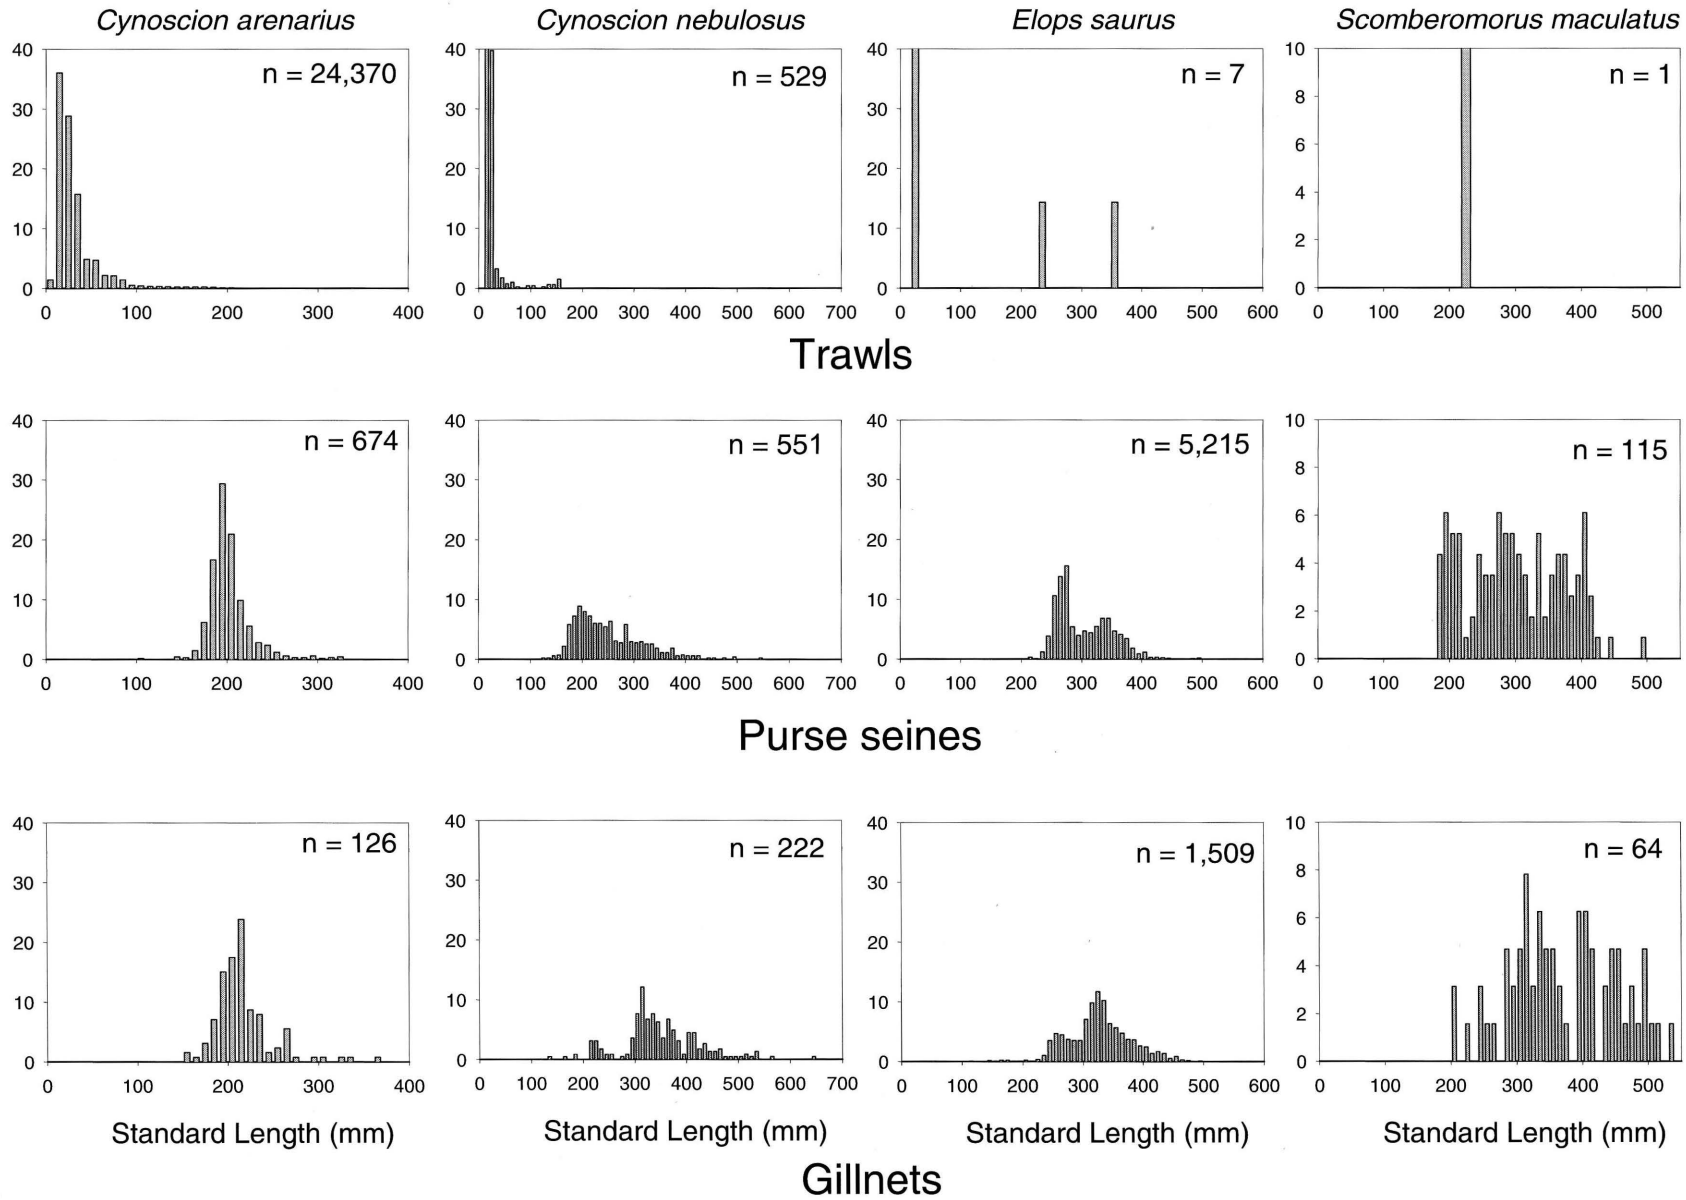 Cynoscion arenarius Cynoscion nebulosus Elops saurus Scomberomorus maculatus
40 30 20 10 0
n = 24,370
0 100 200 300 400
40 30 20 10 0
n = 529
0 100 200 300 400 500 600 700
40 30 20 10 0
n = 7
0 100 200 300 400 500 600
10 8 6 4 2 0
n = 1
0 100 200 300 400 500
Trawls
40 30 20 10 0
n = 674
0 100 200 300 400
40 30 20 10 0
n = 551
0 100 200 300 400 500 600 700
40 30 20 10 0
n = 5,215
0 100 200 300 400 500 600
10 8 6 4 2 0
n = 115
0 100 200 300 400 500
Purse seines
40 30 20 10 0
n = 126
0 100 200 300 400
Standard Length (mm)
40 30 20 10 0
n = 222
0 100 200 300 400 500 600 700
Standard Length (mm)
40 30 20 10 0
n = 1,509
0 100 200 300 400 500 600
Standard Length (mm)
10 8 6 4 2 0
n = 64
0 100 200 300 400 500
Standard Length (mm)
Gillnets